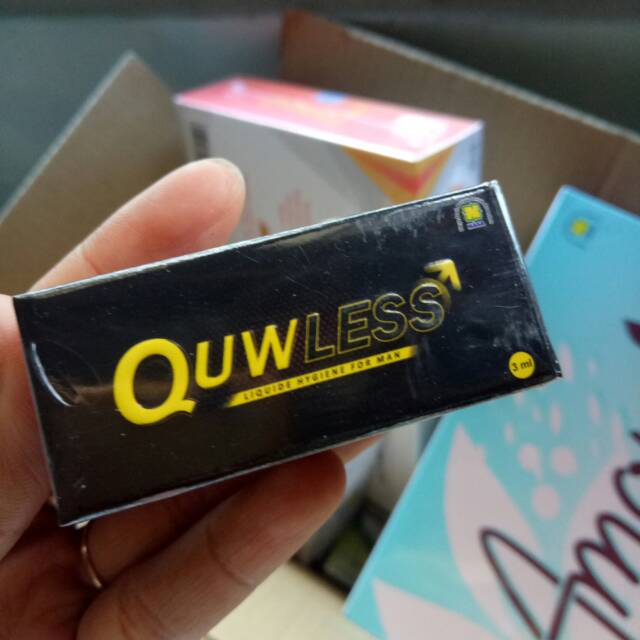 QUWLESS
LIQUIDE HYGIENE FOR MAN
3 ml